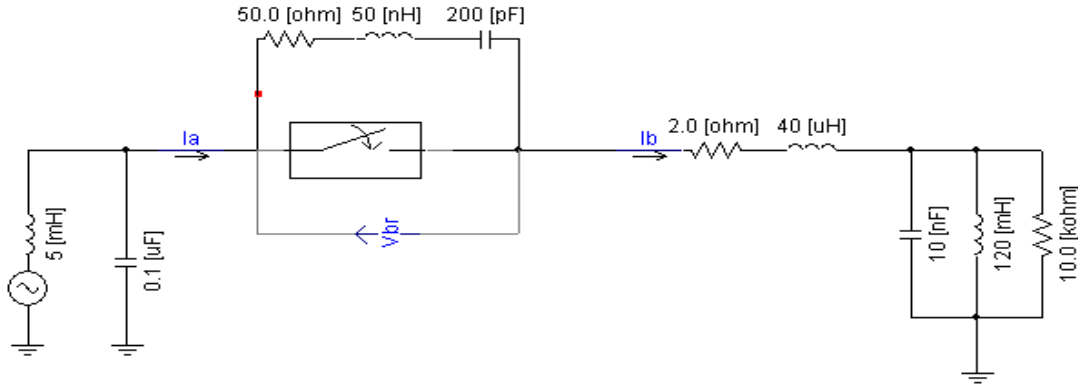 50.0 [ohm] 50 [nH] 200 [pF]
Ia
Ib
2.0 [ohm] 40 [uH]
Vbr
5 [mH]
0.1 [uF]
10 [nF]
120 [mH]
10.0 [kohm]